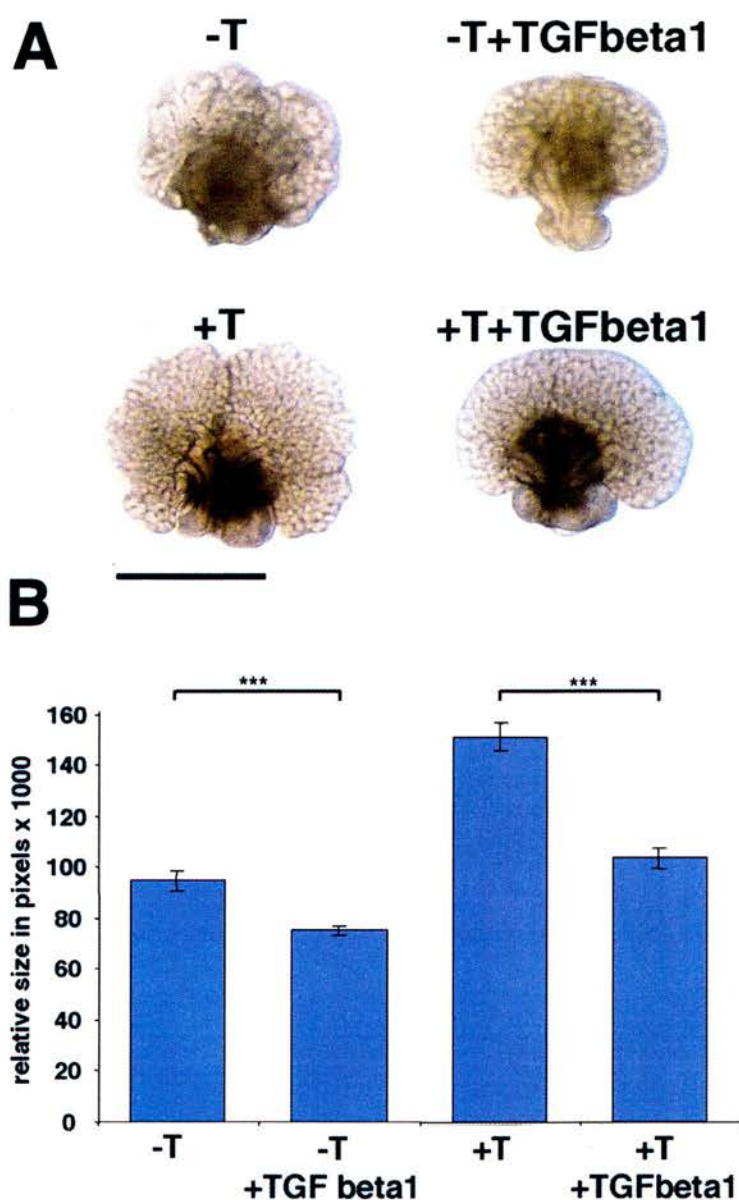 A
-T
-T+TGFbeta1
+T
+T+TGFbeta1
B
***
***
relative size in pixels x 1000
160
140
120
100
80
60
40
20
0
-T
-T
+TGF beta1
+T
+T
+TGFbeta1